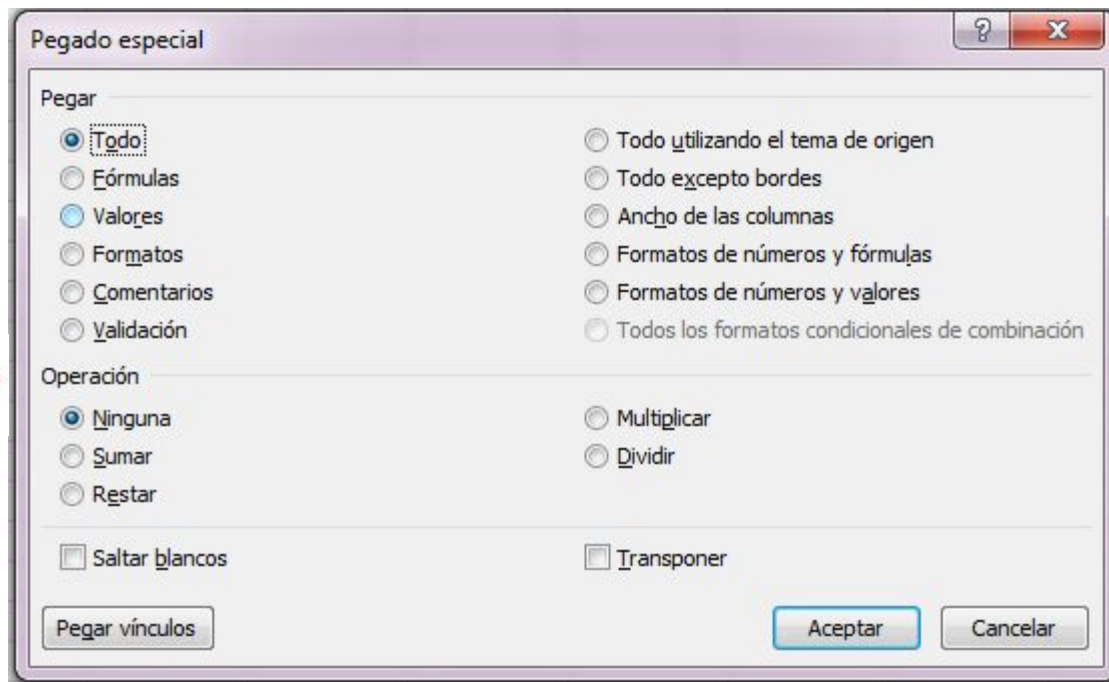 Pegado especial
Pegar
Todo
Todo utilizando el tema de origen
Fórmulas
Todo excepto bordes
Valores
Ancho de las columnas
Formatos
Formatos de números y fórmulas
Comentarios
Formatos de números y valores
Validación
Todos los formatos condicionales de combinación
Operación
Ninguna
Multiplicar
Sumar
Dividir
Restar
Saltar blancos
Transponer
Pegar vínculos
Aceptar
Cancelar